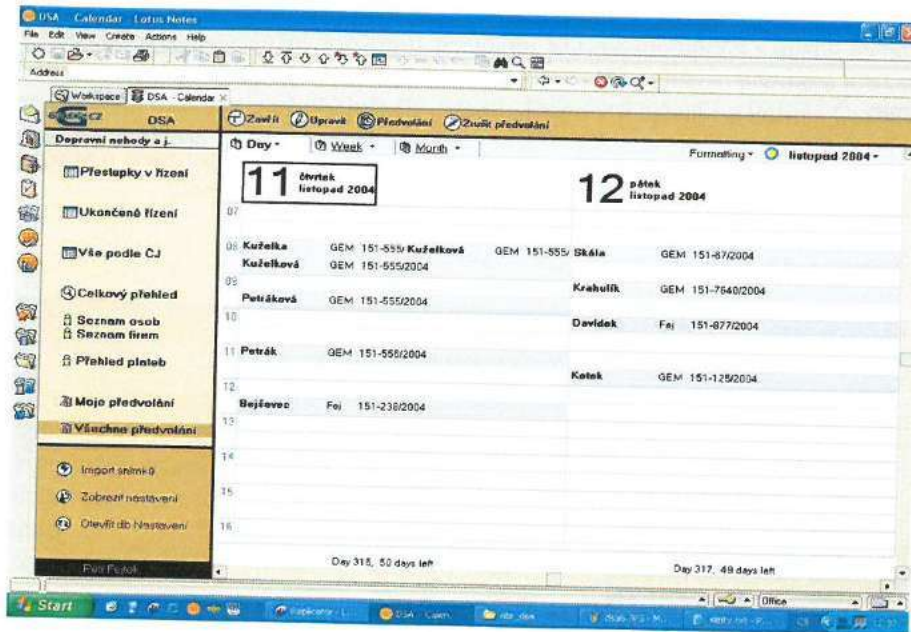 DSA - Calendar - Lotus Notes
File Edit View Create Actions Help
Address
Workspace DSA - Calendar
DSA
Zavřít Upravit Předvolání Zrušit předvolání
Dopravní nehody a j.
Day Week Month
Formatting listopad 2004
Přestupky v řízení
Ukončené řízení
Vše podle ČJ
Celkový přehled
Seznam osob
Seznam firem
Přehled plateb
Moje předvolání
Všechna předvolání
Import snímků
Zobrazit nastavení
Otevřít db Nastavení
11 čtvrtek
listopad 2004
07
08 Kuželka GEM 151-555/ Kuželková GEM 151-555/
Kuželková GEM 151-555/2004
09
Petráková GEM 151-555/2004
10
11 Petrák GEM 151-556/2004
12
Bejšovec Fej 151-238/2004
13
14
15
16
Day 316, 50 days left
12 pátek
listopad 2004
Skála GEM 151-87/2004
Krahulík GEM 151-7640/2004
Davídek Fej 151-877/2004
Kotek GEM 151-128/2004
Day 317, 49 days left
Office
Start